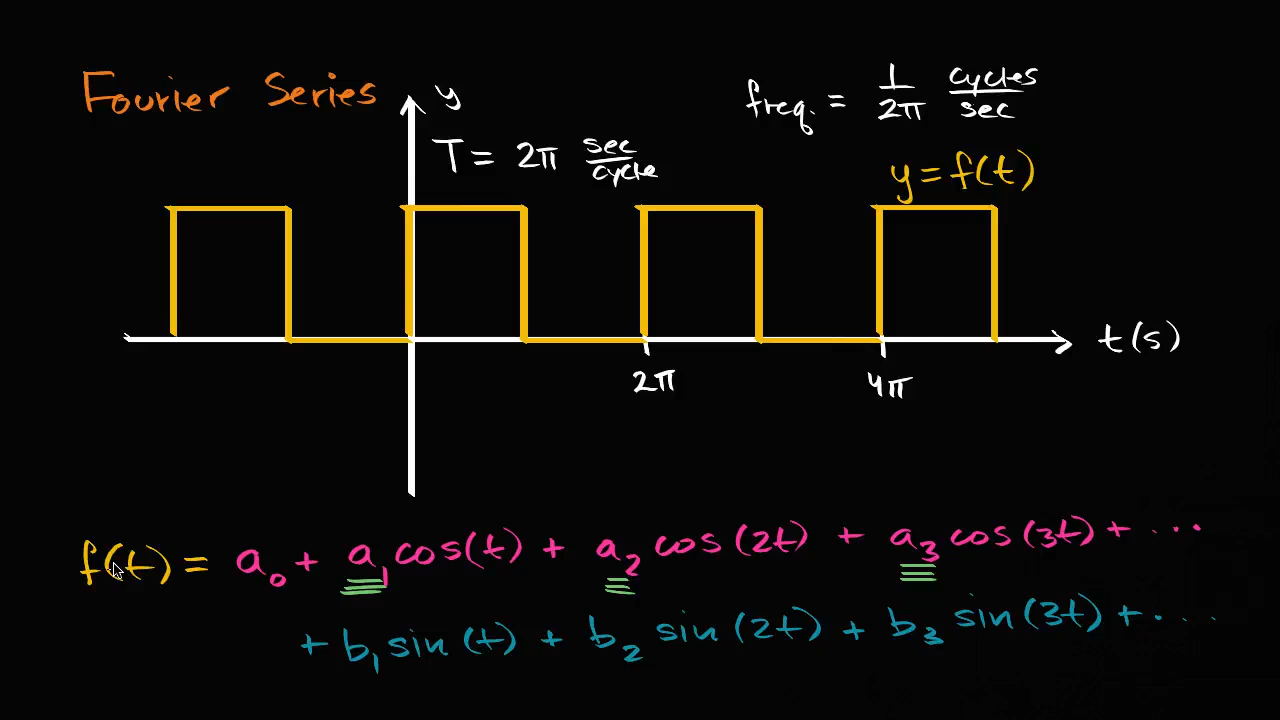 Fourier Series
y
freq. = 1/2π cycles/sec
T = 2π sec/cycle
y = f(t)
t(s)
2π
4π
f(t) = a₀ + a₁ cos(t) + a₂ cos(2t) + a₃ cos(3t) + ...
+ b₁ sin(t) + b₂ sin(2t) + b₃ sin(3t) + ...